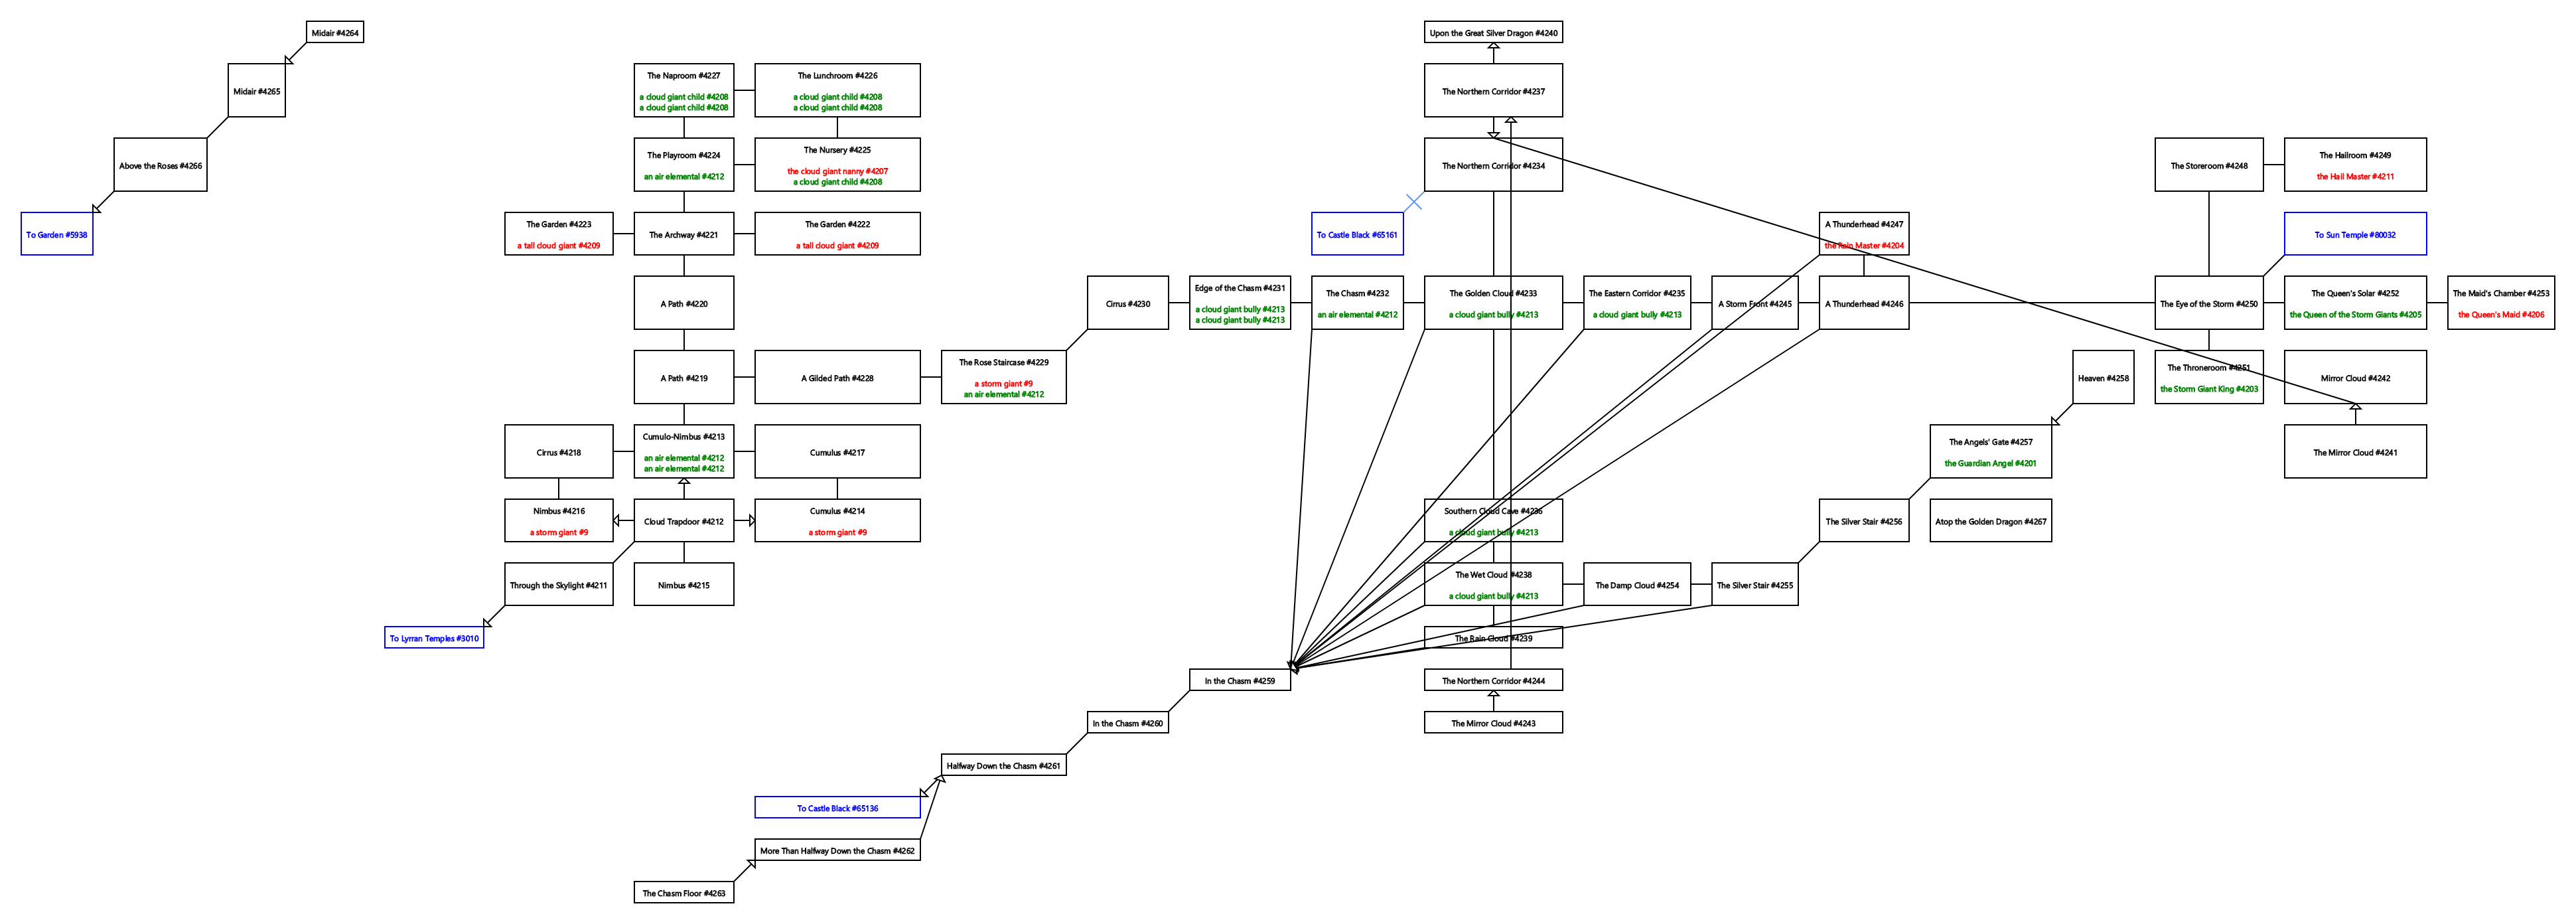 Midair #4264
Upon the Great Silver Dragon #4240
Midair #4265
The Naproom #4227
a cloud giant child #4208
a cloud giant child #4208
The Lunchroom #4226
a cloud giant child #4208
a cloud giant child #4208
The Northern Corridor #4237
Above the Roses #4266
The Playroom #4224
an air elemental #4212
The Nursery #4225
the cloud giant nanny #4207
a cloud giant child #4208
The Northern Corridor #4234
The Storeroom #4248
The Hailroom #4249
the Hail Master #4211
To Garden #5938
The Garden #4223
a tall cloud giant #4209
The Archway #4221
The Garden #4222
a tall cloud giant #4209
To Castle Black #65161
A Thunderhead #4247
the Rain Master #4204
To Sun Temple #80032
A Path #4220
Cirrus #4230
Edge of the Chasm #4231
a cloud giant bully #4213
a cloud giant bully #4213
The Chasm #4232
an air elemental #4212
The Golden Cloud #4233
a cloud giant bully #4213
The Eastern Corridor #4235
a cloud giant bully #4213
A Storm Front #4245
A Thunderhead #4246
The Eye of the Storm #4250
The Queen's Solar #4252
the Queen of the Storm Giants #4205
The Maid's Chamber #4253
the Queen's Maid #4206
A Path #4219
A Gilded Path #4228
The Rose Staircase #4229
a storm giant #9
an air elemental #4212
Heaven #4258
The Throneroom #4251
the Storm Giant King #4203
Mirror Cloud #4242
Cirrus #4218
Cumulo-Nimbus #4213
an air elemental #4212
an air elemental #4212
Cumulus #4217
The Angels' Gate #4257
the Guardian Angel #4201
The Mirror Cloud #4241
Nimbus #4216
a storm giant #9
Cloud Trapdoor #4212
Cumulus #4214
a storm giant #9
Southern Cloud Cave #4236
a cloud giant bully #4213
The Silver Stair #4256
Atop the Golden Dragon #4267
Through the Skylight #4211
Nimbus #4215
The Wet Cloud #4238
a cloud giant bully #4213
The Damp Cloud #4254
The Silver Stair #4255
To Lyrran Temples #3010
The Rain Cloud #4239
In the Chasm #4259
The Northern Corridor #4244
In the Chasm #4260
The Mirror Cloud #4243
Halfway Down the Chasm #4261
To Castle Black #65136
More Than Halfway Down the Chasm #4262
The Chasm Floor #4263